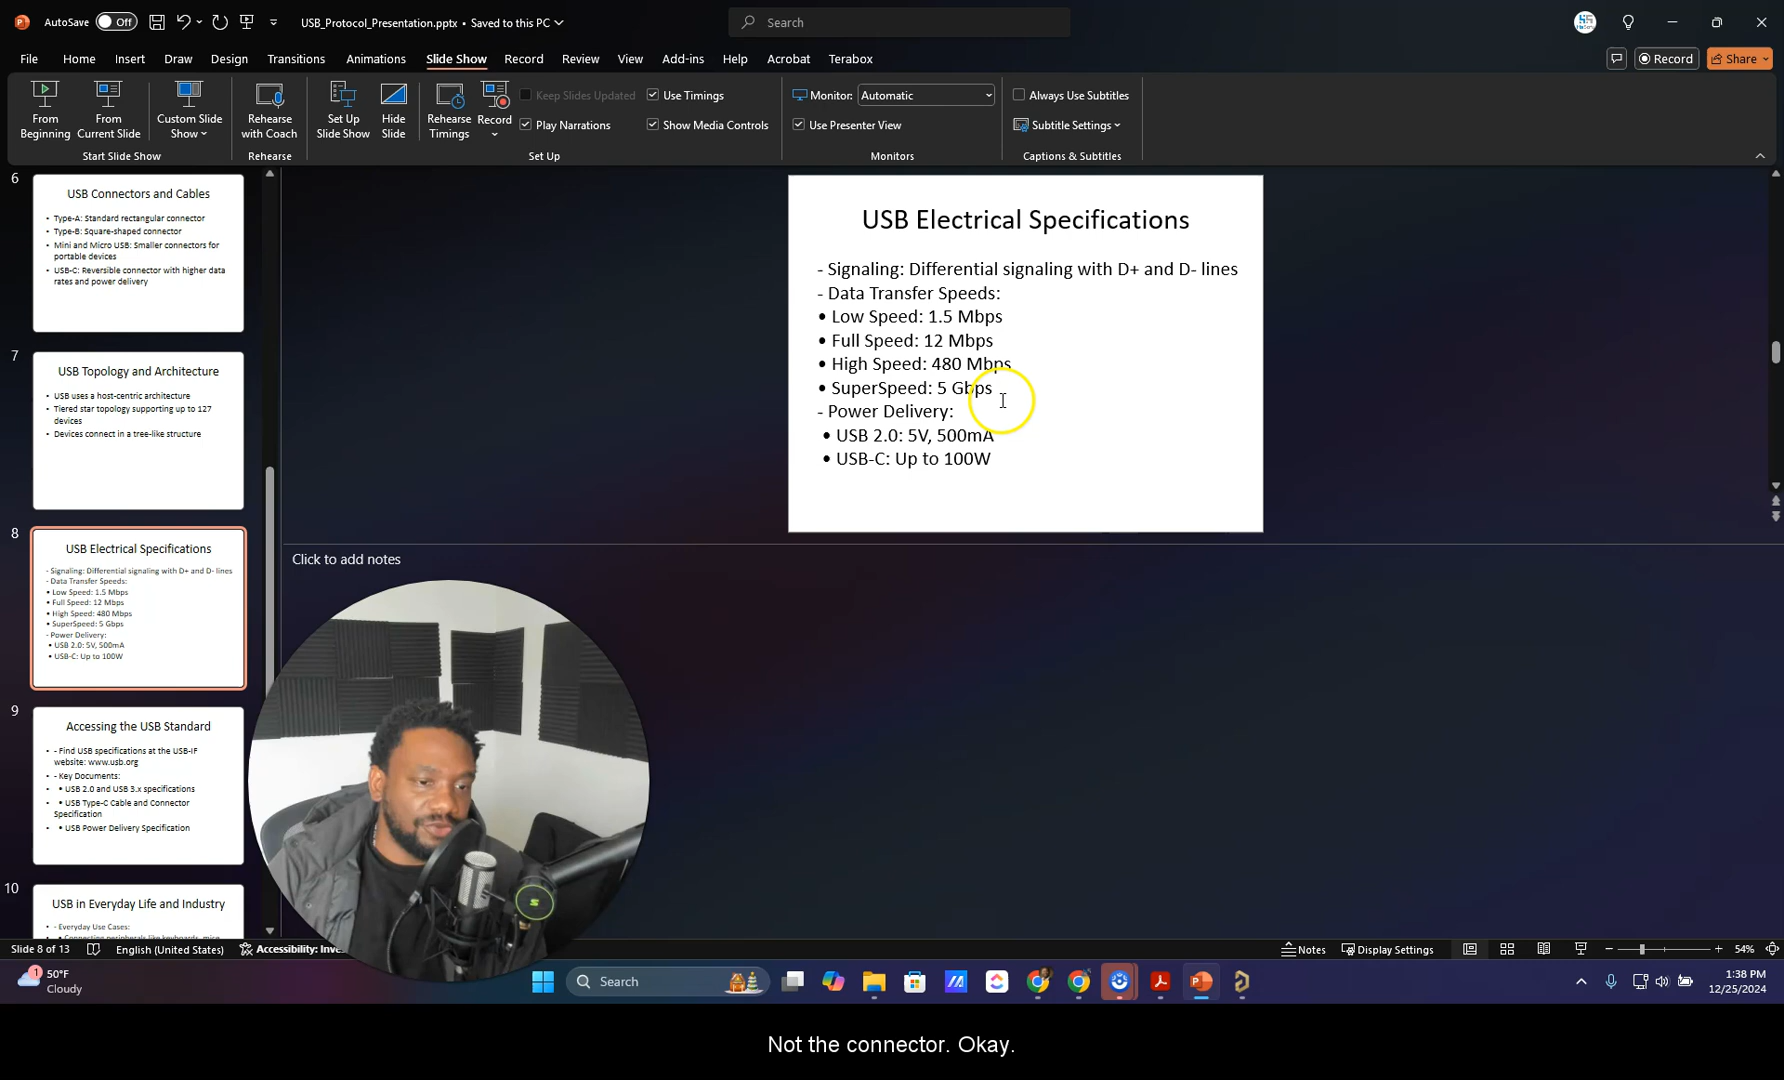 AutoSave Off USB_Protocol_Presentation.pptx • Saved to this PC Search
File Home Insert Draw Design Transitions Animations Slide Show Record Review View Add-ins Help Acrobat Terabox Record Share
From Beginning
From Current Slide
Custom Slide Show
Rehearse with Coach
Set Up Slide Show
Hide Slide
Rehearse Timings
Record
Keep Slides Updated
Play Narrations
Use Timings
Show Media Controls
Monitor: Automatic
Use Presenter View
Always Use Subtitles
Subtitle Settings
Start Slide Show Rehearse Set Up Monitors Captions & Subtitles
6
USB Connectors and Cables
• Type-A: Standard rectangular connector
• Type-B: Square-shaped connector
• Mini and Micro USB: Smaller connectors for
portable devices
• USB-C: Reversible connector with higher data
rates and power delivery
7
USB Topology and Architecture
• USB uses a host-centric architecture
• Tiered star topology supporting up to 127
devices
• Devices connect in a tree-like structure
8
USB Electrical Specifications
- Signaling: Differential signaling with D+ and D- lines
- Data Transfer Speeds:
• Low Speed: 1.5 Mbps
• Full Speed: 12 Mbps
• High Speed: 480 Mbps
• SuperSpeed: 5 Gbps
- Power Delivery:
• USB 2.0: 5V, 500mA
• USB-C: Up to 100W
9
Accessing the USB Standard
• - Find USB specifications at the USB-IF
website: www.usb.org
• - Key Documents:
• • USB 2.0 and USB 3.x specifications
• • USB Type-C Cable and Connector
Specification
• • USB Power Delivery Specification
10
USB in Everyday Life and Industry
• - Everyday Use Cases:
USB Electrical Specifications
- Signaling: Differential signaling with D+ and D- lines
- Data Transfer Speeds:
• Low Speed: 1.5 Mbps
• Full Speed: 12 Mbps
• High Speed: 480 Mbps
• SuperSpeed: 5 Gbps
- Power Delivery:
• USB 2.0: 5V, 500mA
• USB-C: Up to 100W
Click to add notes
Slide 8 of 13 English (United States) Accessibility: Inve Notes Display Settings 54%
1
50°F
Cloudy
Search
1:38 PM
12/25/2024
Not the connector. Okay.